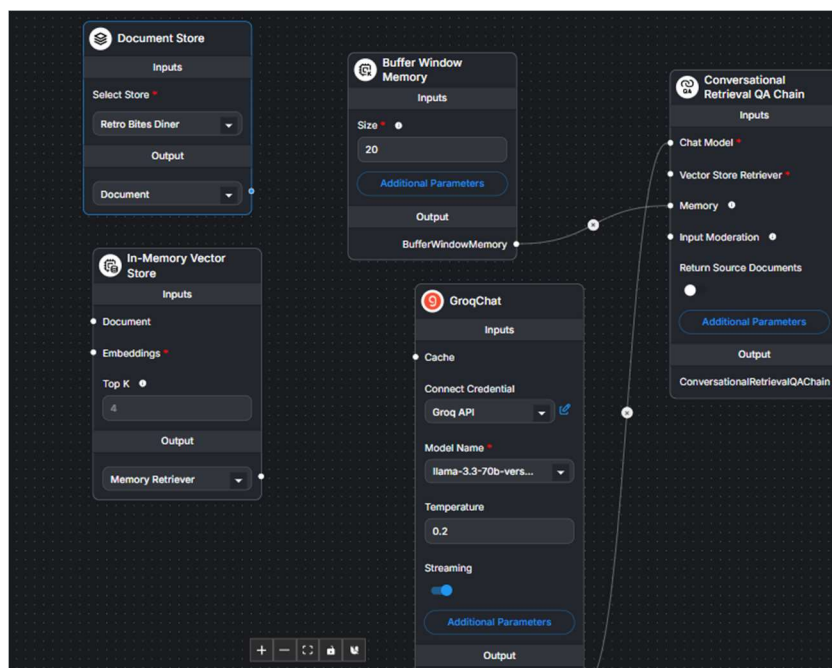 Document Store
Inputs
Select Store *
Retro Bites Diner
Output
Document
In-Memory Vector
Store
Inputs
Document
Embeddings *
Top K
4
Output
Memory Retriever
Buffer Window
Memory
Inputs
Size *
20
Additional Parameters
Output
BufferWindowMemory
GroqChat
Inputs
Cache
Connect Credential
Groq API
Model Name *
llama-3.3-70b-vers...
Temperature
0.2
Streaming
Additional Parameters
Output
QA
Conversational
Retrieval QA Chain
Inputs
Chat Model *
Vector Store Retriever *
Memory
Input Moderation
Return Source Documents
Additional Parameters
Output
ConversationalRetrievalQAChain